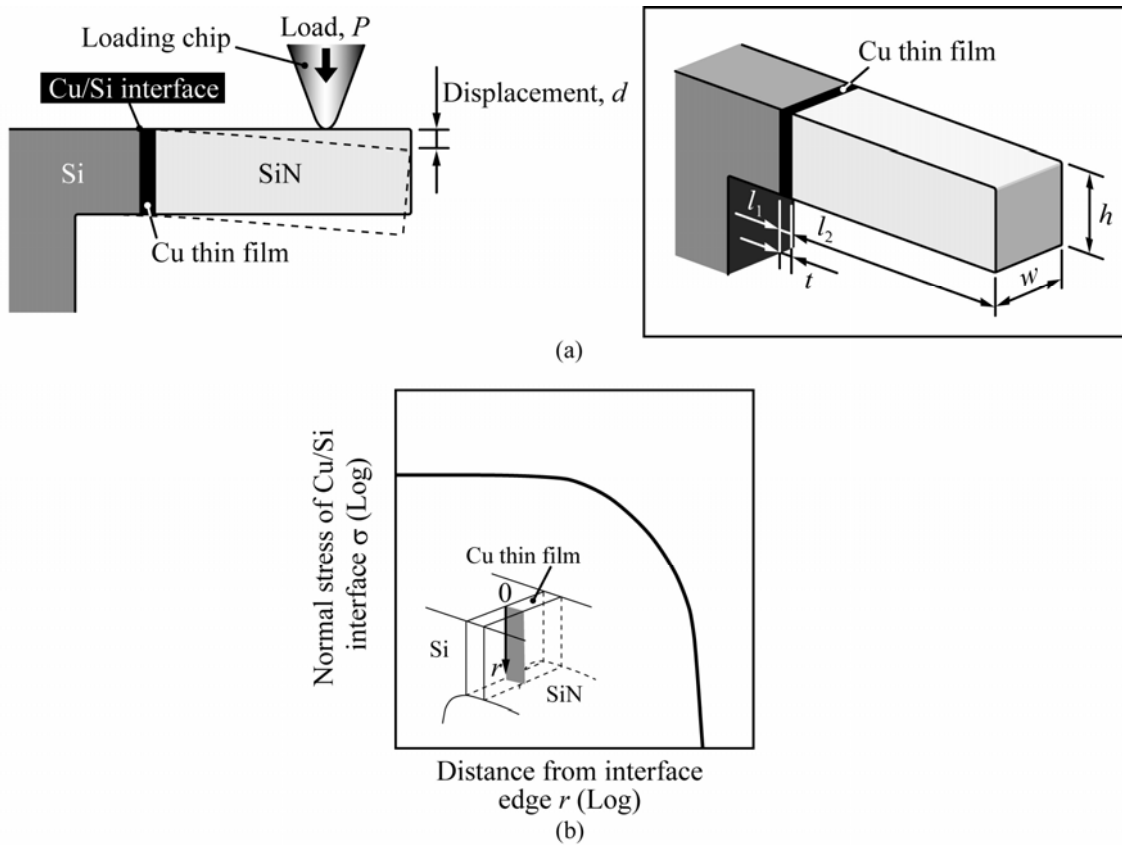 Loading chip
Load, P
Cu/Si interface
Displacement, d
Si
SiN
Cu thin film
Cu thin film
l1
l2
t
w
h
(a)
Normal stress of Cu/Si
interface σ (Log)
Cu thin film
0
Si
r
SiN
Distance from interface
edge r (Log)
(b)